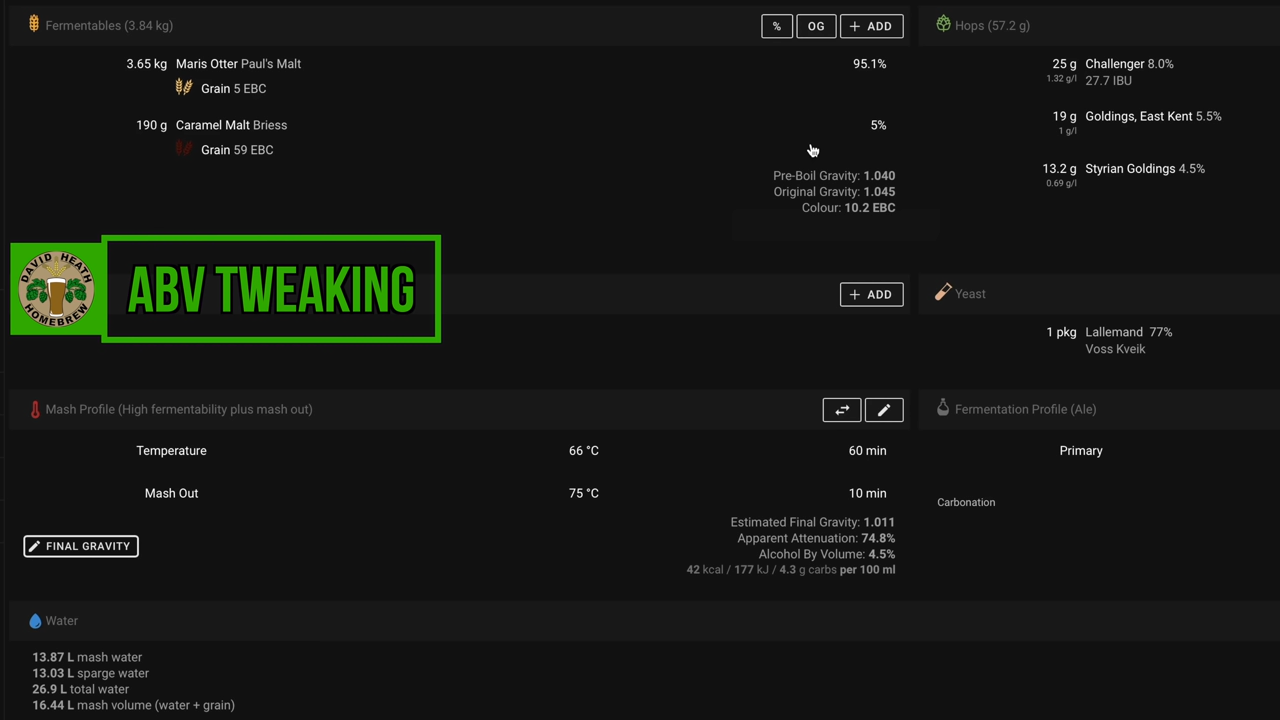 Fermentables (3.84 kg)
%
OG
+ ADD
3.65 kg Maris Otter Paul's Malt 95.1%
Grain 5 EBC
190 g Caramel Malt Briess 5%
Grain 59 EBC
Pre-Boil Gravity: 1.040
Original Gravity: 1.045
Colour: 10.2 EBC
Hops (57.2 g)
25 g Challenger 8.0%
1.32 g/l 27.7 IBU
19 g Goldings, East Kent 5.5%
1 g/l
13.2 g Styrian Goldings 4.5%
0.69 g/l
DAVID HEATH
HOMEBREW
ABV TWEAKING
+ ADD
Yeast
1 pkg Lallemand 77%
Voss Kveik
Mash Profile (High fermentability plus mash out)
Temperature 66 °C 60 min
Mash Out 75 °C 10 min
Estimated Final Gravity: 1.011
Apparent Attenuation: 74.8%
Alcohol By Volume: 4.5%
42 kcal / 177 kJ / 4.3 g carbs per 100 ml
FINAL GRAVITY
Fermentation Profile (Ale)
Primary
Carbonation
Water
13.87 L mash water
13.03 L sparge water
26.9 L total water
16.44 L mash volume (water + grain)